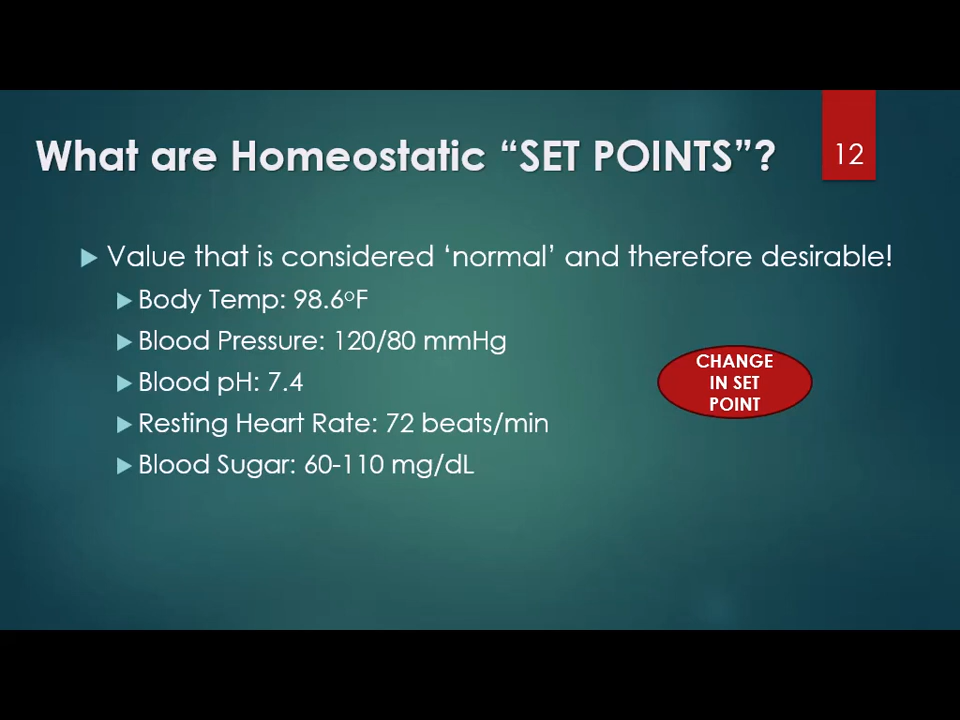 What are Homeostatic “SET POINTS”?
12
Value that is considered ‘normal’ and therefore desirable!
Body Temp: 98.6ᵒF
Blood Pressure: 120/80 mmHg
Blood pH: 7.4
Resting Heart Rate: 72 beats/min
Blood Sugar: 60-110 mg/dL
CHANGE
IN SET
POINT